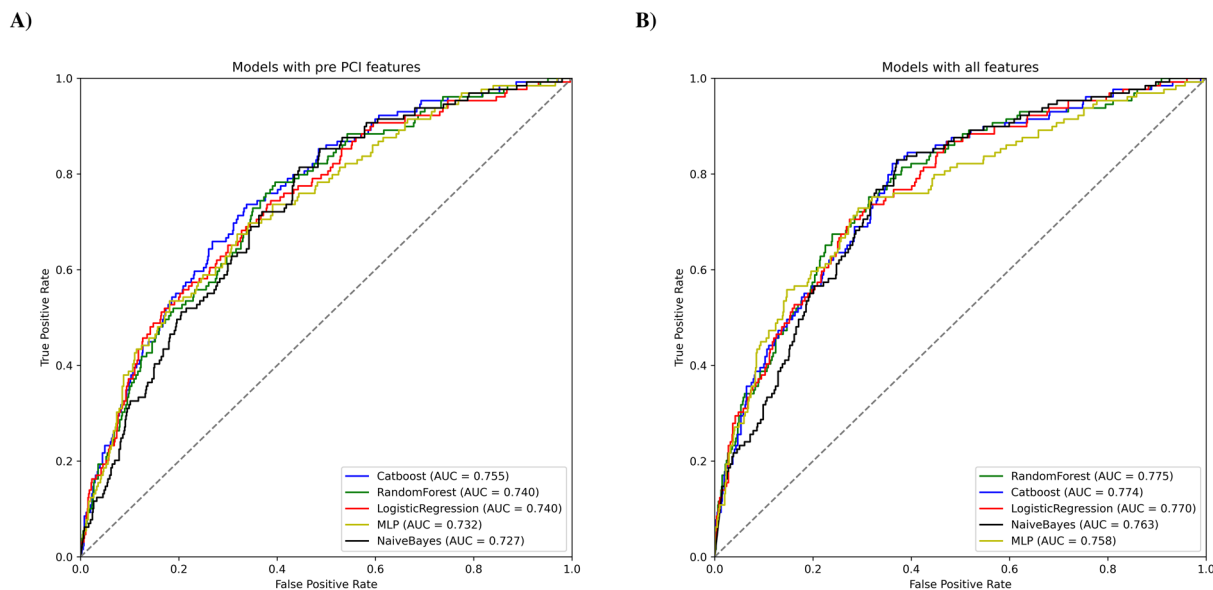 A)
Models with pre PCI features
1.0
0.8
0.6
0.4
0.2
0.0
True Positive Rate
0.0 0.2 0.4 0.6 0.8 1.0
False Positive Rate
Catboost (AUC = 0.755)
RandomForest (AUC = 0.740)
LogisticRegression (AUC = 0.740)
MLP (AUC = 0.732)
NaiveBayes (AUC = 0.727)
B)
Models with all features
1.0
0.8
0.6
0.4
0.2
0.0
True Positive Rate
0.0 0.2 0.4 0.6 0.8 1.0
False Positive Rate
RandomForest (AUC = 0.775)
Catboost (AUC = 0.774)
LogisticRegression (AUC = 0.770)
NaiveBayes (AUC = 0.763)
MLP (AUC = 0.758)